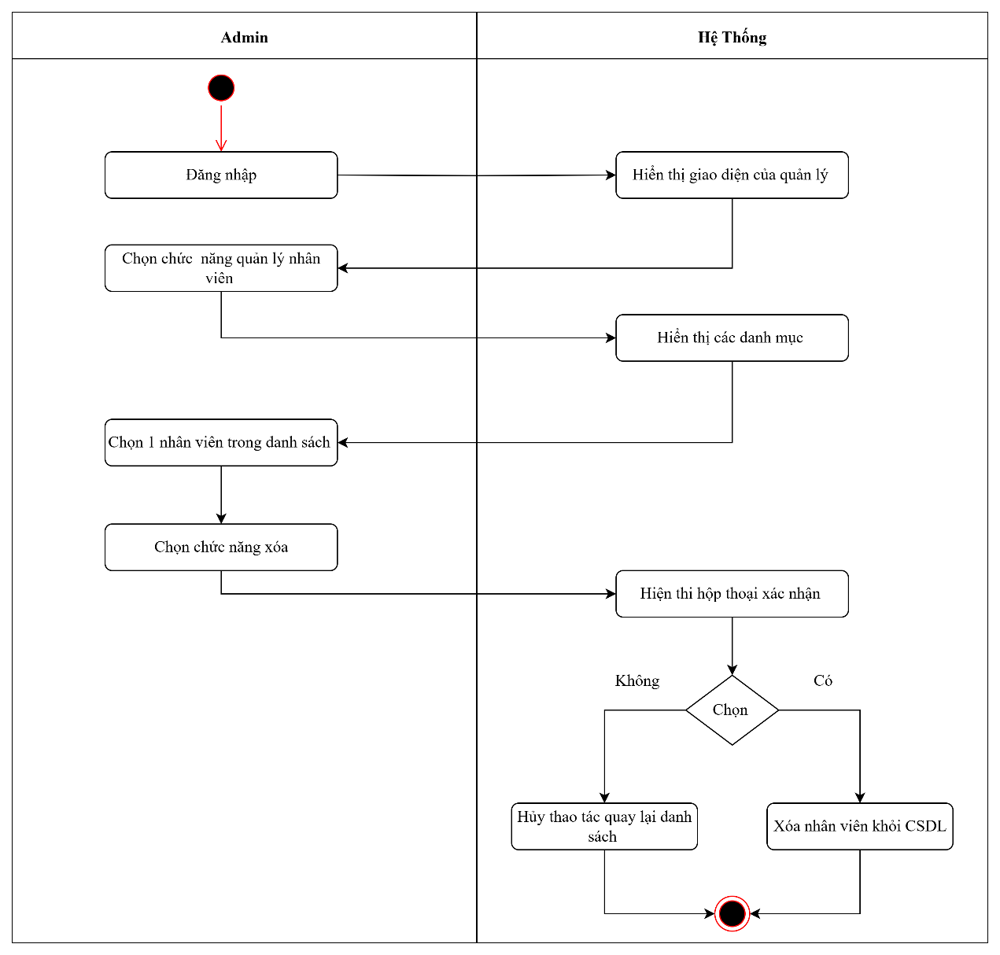 Admin
Hệ Thống
Đăng nhập
Hiển thị giao diện của quản lý
Chọn chức năng quản lý nhân
viên
Hiển thị các danh mục
Chọn 1 nhân viên trong danh sách
Chọn chức năng xóa
Hiện thi hộp thoại xác nhận
Không
Có
Chọn
Hủy thao tác quay lại danh
sách
Xóa nhân viên khỏi CSDL